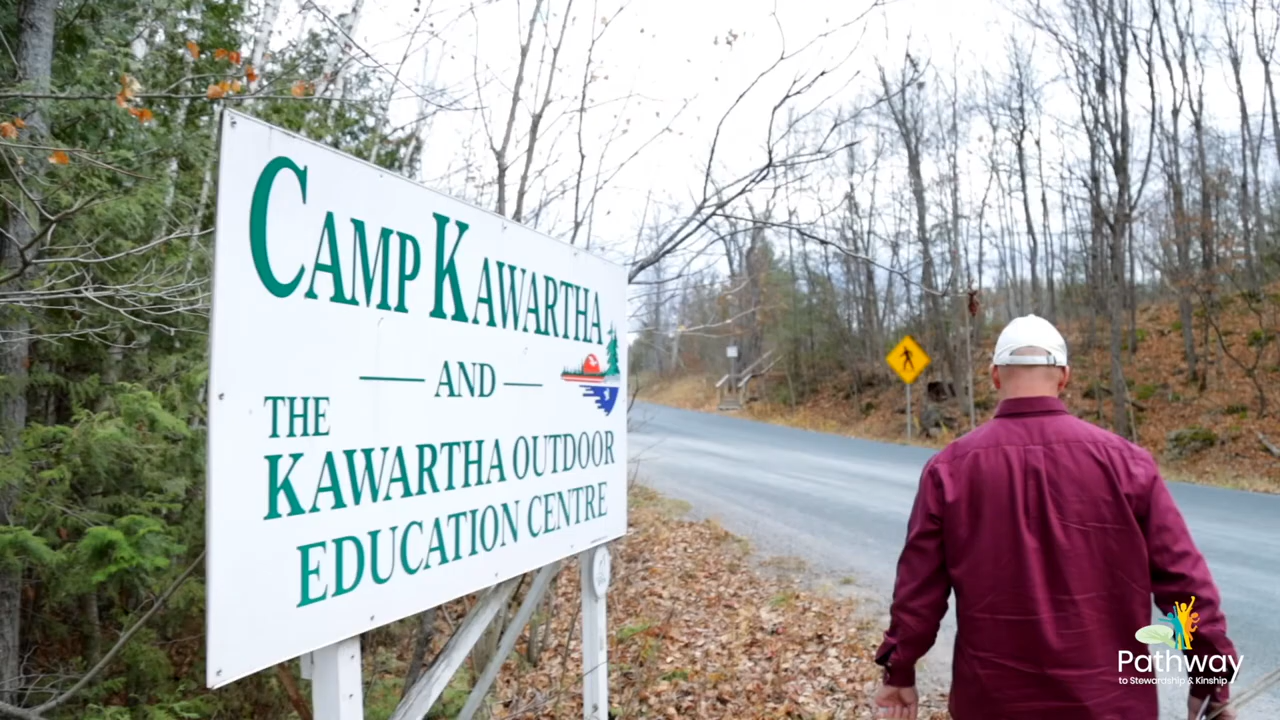 CAMP KAWARTHA
AND
THE
KAWARTHA OUTDOOR
EDUCATION CENTRE
Pathway
to Stewardship & Kinship